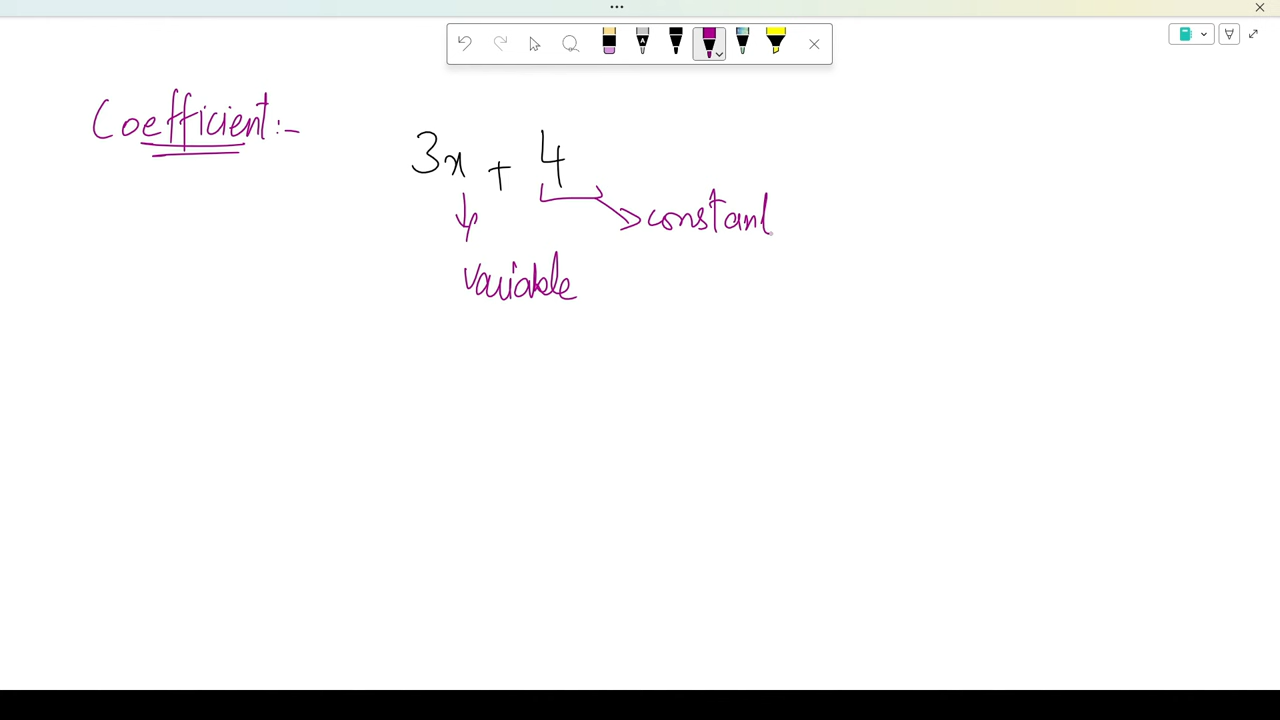 Coefficient:-
3x + 4
constant
variable